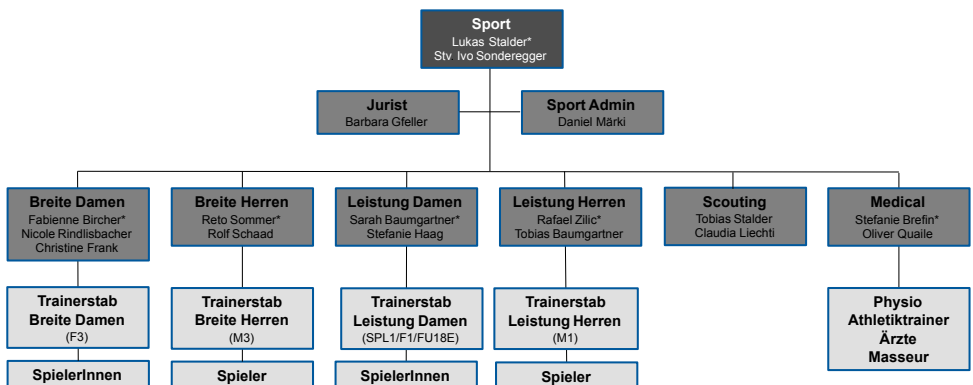 Sport
Lukas Stalder*
Stv Ivo Sonderegger
Jurist
Barbara Gfeller
Sport Admin
Daniel Märki
Breite Damen
Fabienne Bircher*
Nicole Rindlisbacher
Christine Frank
Breite Herren
Reto Sommer*
Rolf Schaad
Leistung Damen
Sarah Baumgartner*
Stefanie Haag
Leistung Herren
Rafael Zilic*
Tobias Baumgartner
Scouting
Tobias Stalder
Claudia Liechti
Medical
Stefanie Brefin*
Oliver Quaile
Trainerstab
Breite Damen
(F3)
Trainerstab
Breite Herren
(M3)
Trainerstab
Leistung Damen
(SPL1/F1/FU18E)
Trainerstab
Leistung Herren
(M1)
Physio
Athletiktrainer
Ärzte
Masseur
SpielerInnen
Spieler
SpielerInnen
Spieler